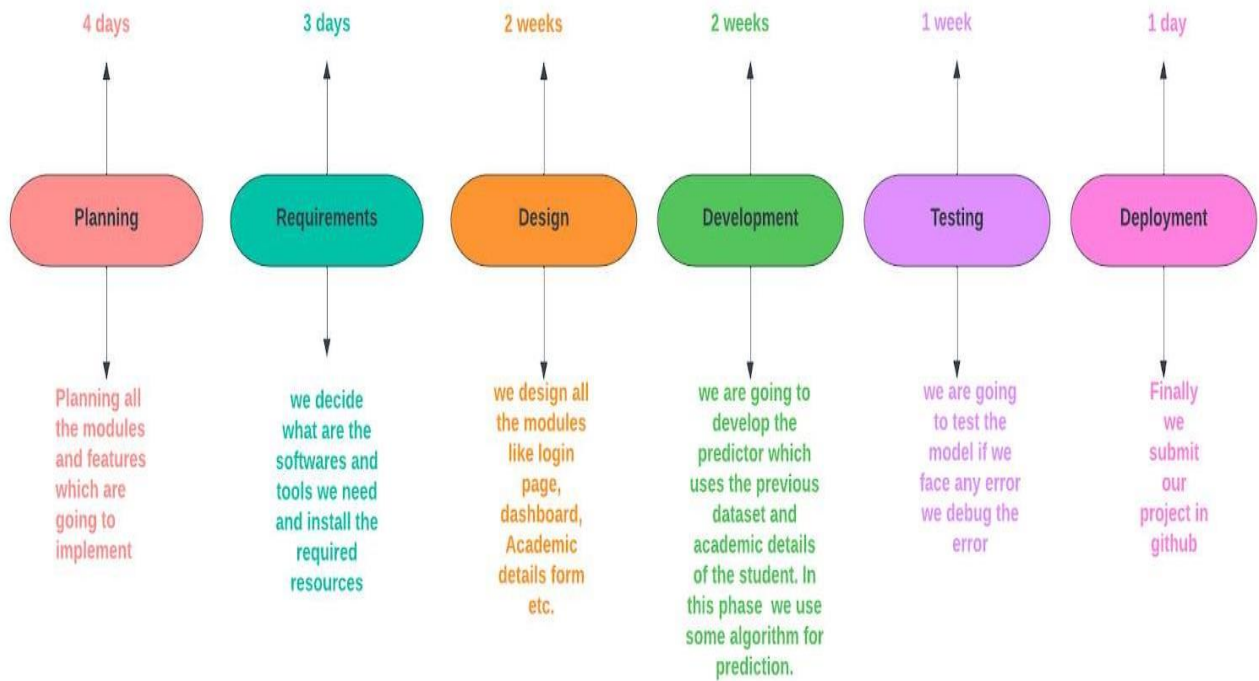 4 days
3 days
2 weeks
2 weeks
1 week
1 day
Planning
Requirements
Design
Development
Testing
Deployment
Planning all
the modules
and features
which are
going to
implement
we decide
what are the
softwares and
tools we need
and install the
required
resources
we design all
the modules
like login
page,
dashboard,
Academic
details form
etc.
we are going to
develop the
predictor which
uses the previous
dataset and
academic details
of the student. In
this phase we use
some algorithm for
prediction.
we are going
to test the
model if we
face any error
we debug the
error
Finally
we
submit
our
project in
github